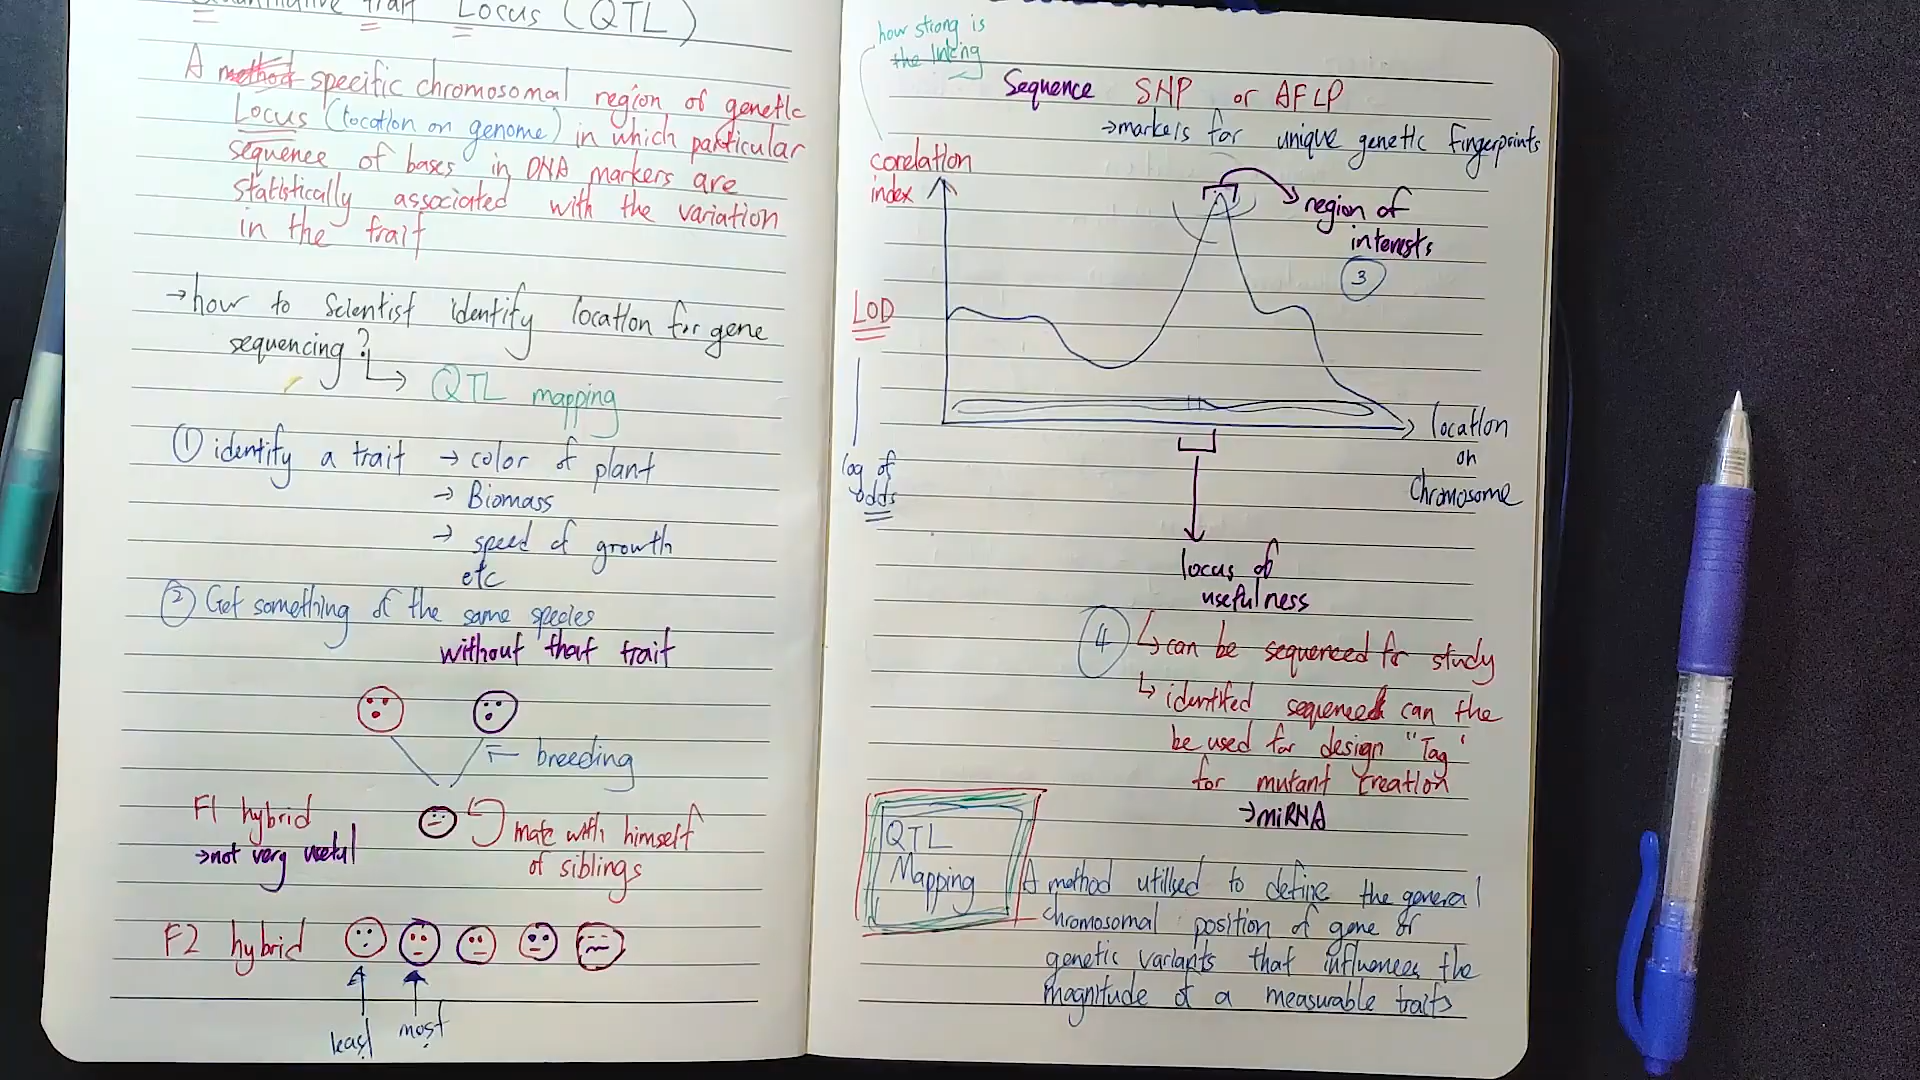 Quantitative trait Locus (QTL)
A method specific chromosomal region of genetic
Locus (location on genome) in which particular
sequence of bases in DNA markers are
statistically associated with the variation
in the trait
→how to Scientist identify location for gene
sequencing?
→ QTL mapping
① identify a trait → color of plant
→ Biomass
→ speed of growth
etc
② Get something of the same species
without that trait
← breeding
F1 hybrid
→not very useful
mate with himself
of siblings
F2 hybrid
least
most
how strong is
the linking
Sequence SNP or AFLP
→markers for unique genetic fingerprints
corelation
index
region of
interests
③
LOD
log of
odds
location
on
chromosome
locus of
usefulness
④ ↳ can be sequenced for study
↳ identifed sequenced can the
be used for design "Tag"
for mutant creation
→miRNA
QTL
Mapping
A method utilised to define the general
chromosomal position of gene or
genetic variants that influences the
magnitude of a measurable traits